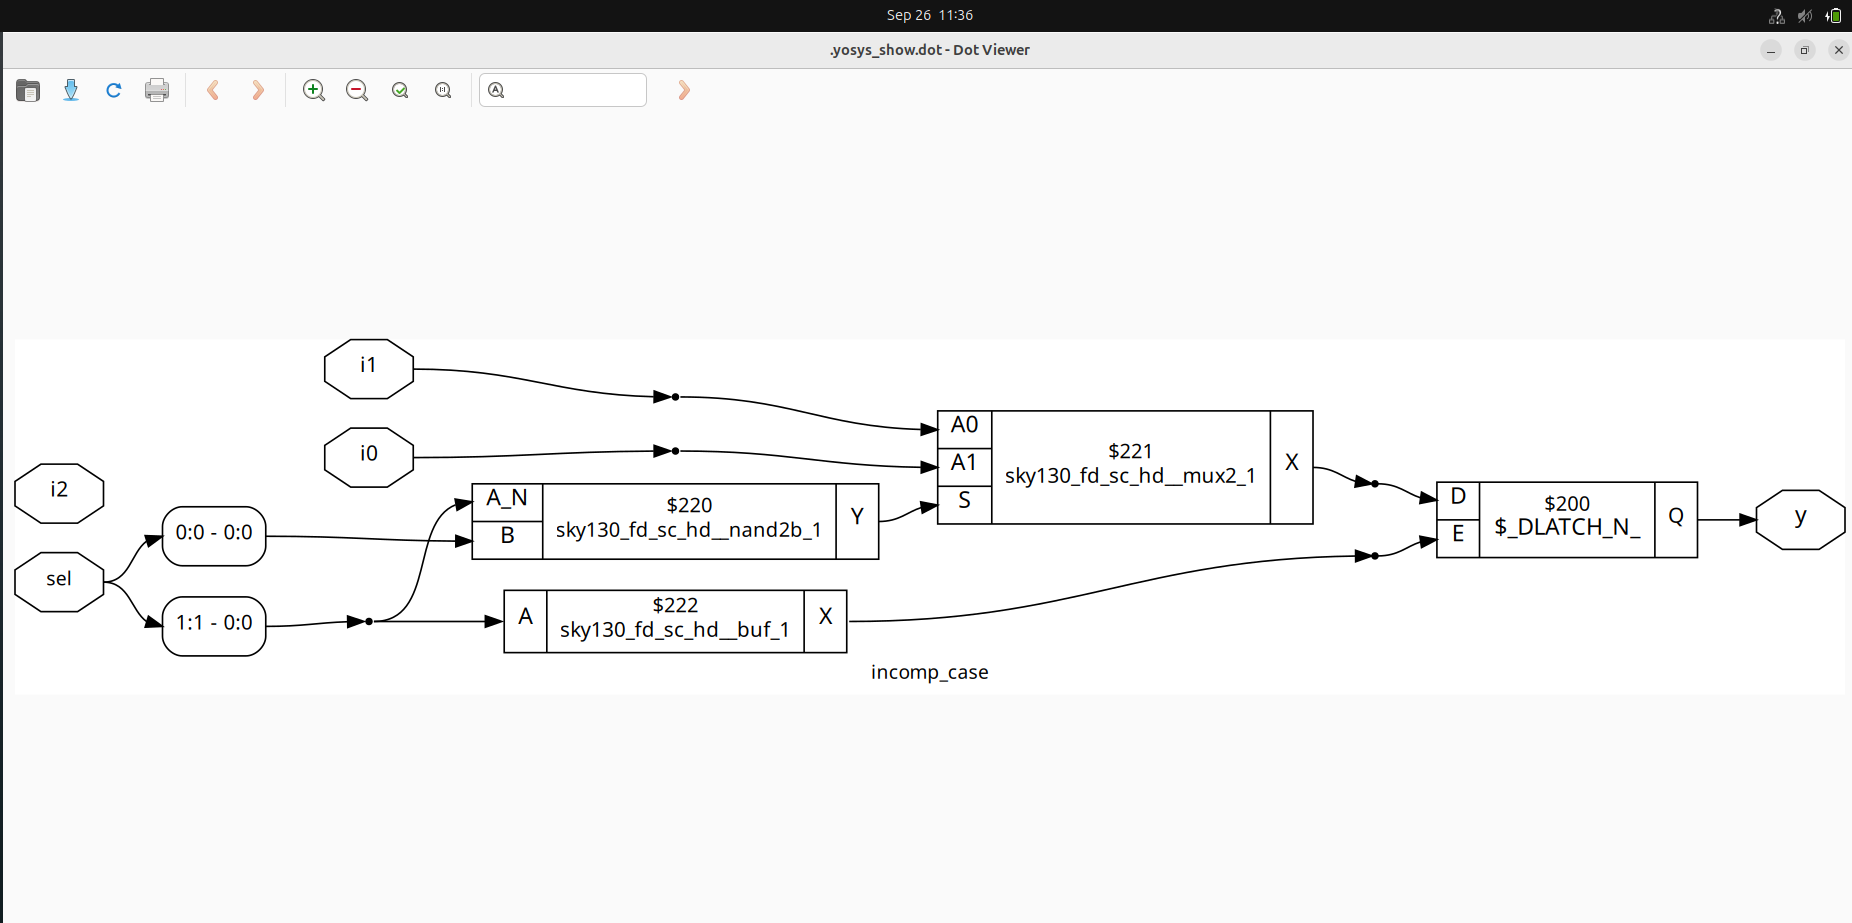 Sep 26 11:36
.yosys_show.dot - Dot Viewer
i1
i0
i2
sel
0:0 - 0:0
1:1 - 0:0
A_N
B
$220
sky130_fd_sc_hd__nand2b_1
Y
A
$222
sky130_fd_sc_hd__buf_1
X
A0
A1
S
$221
sky130_fd_sc_hd__mux2_1
X
D
E
$200
$_DLATCH_N_
Q
y
incomp_case